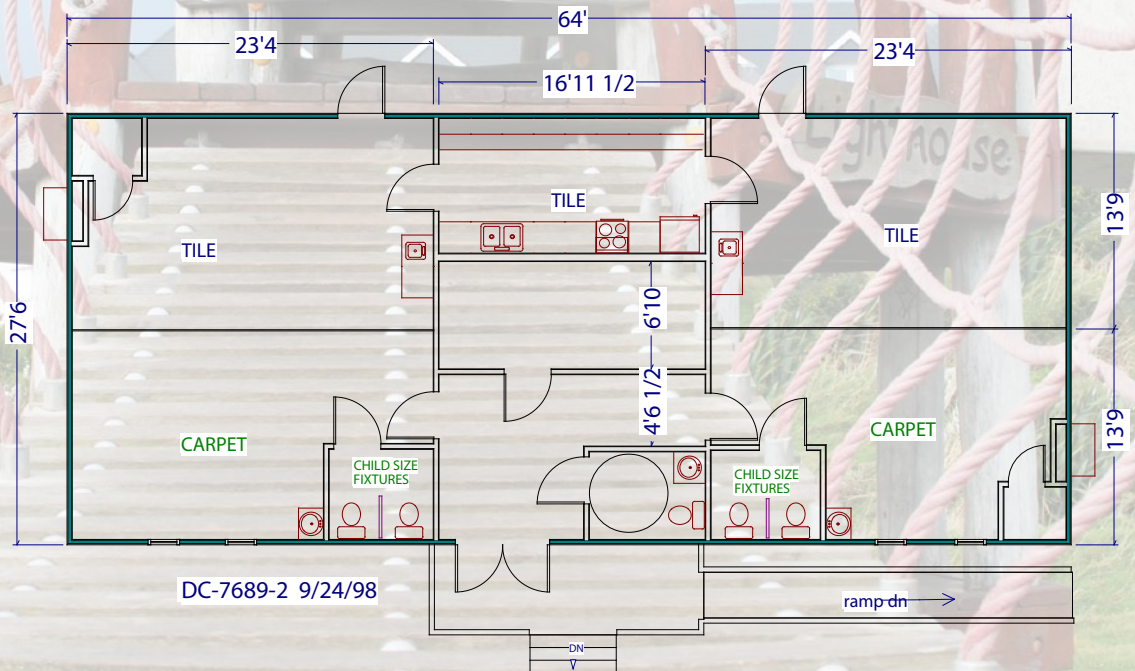 64'
23'4
23'4
16'11 1/2
Lighthouse
TILE
TILE
TILE
13'9
27'6
6'10
4'6 1/2
13'9
CARPET
CARPET
CHILD SIZE
FIXTURES
CHILD SIZE
FIXTURES
DC-7689-2 9/24/98
ramp dn
DN